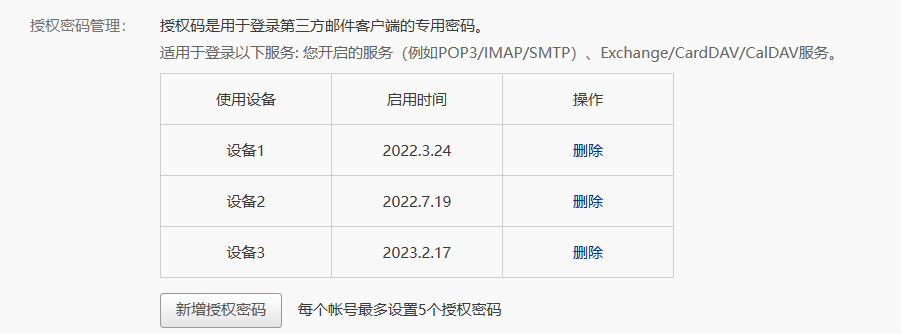 授权密码管理： 授权码是用于登录第三方邮件客户端的专用密码。
适用于登录以下服务: 您开启的服务（例如POP3/IMAP/SMTP）、Exchange/CardDAV/CalDAV服务。
使用设备 启用时间 操作
设备1 2022.3.24 删除
设备2 2022.7.19 删除
设备3 2023.2.17 删除
新增授权密码 每个帐号最多设置5个授权密码